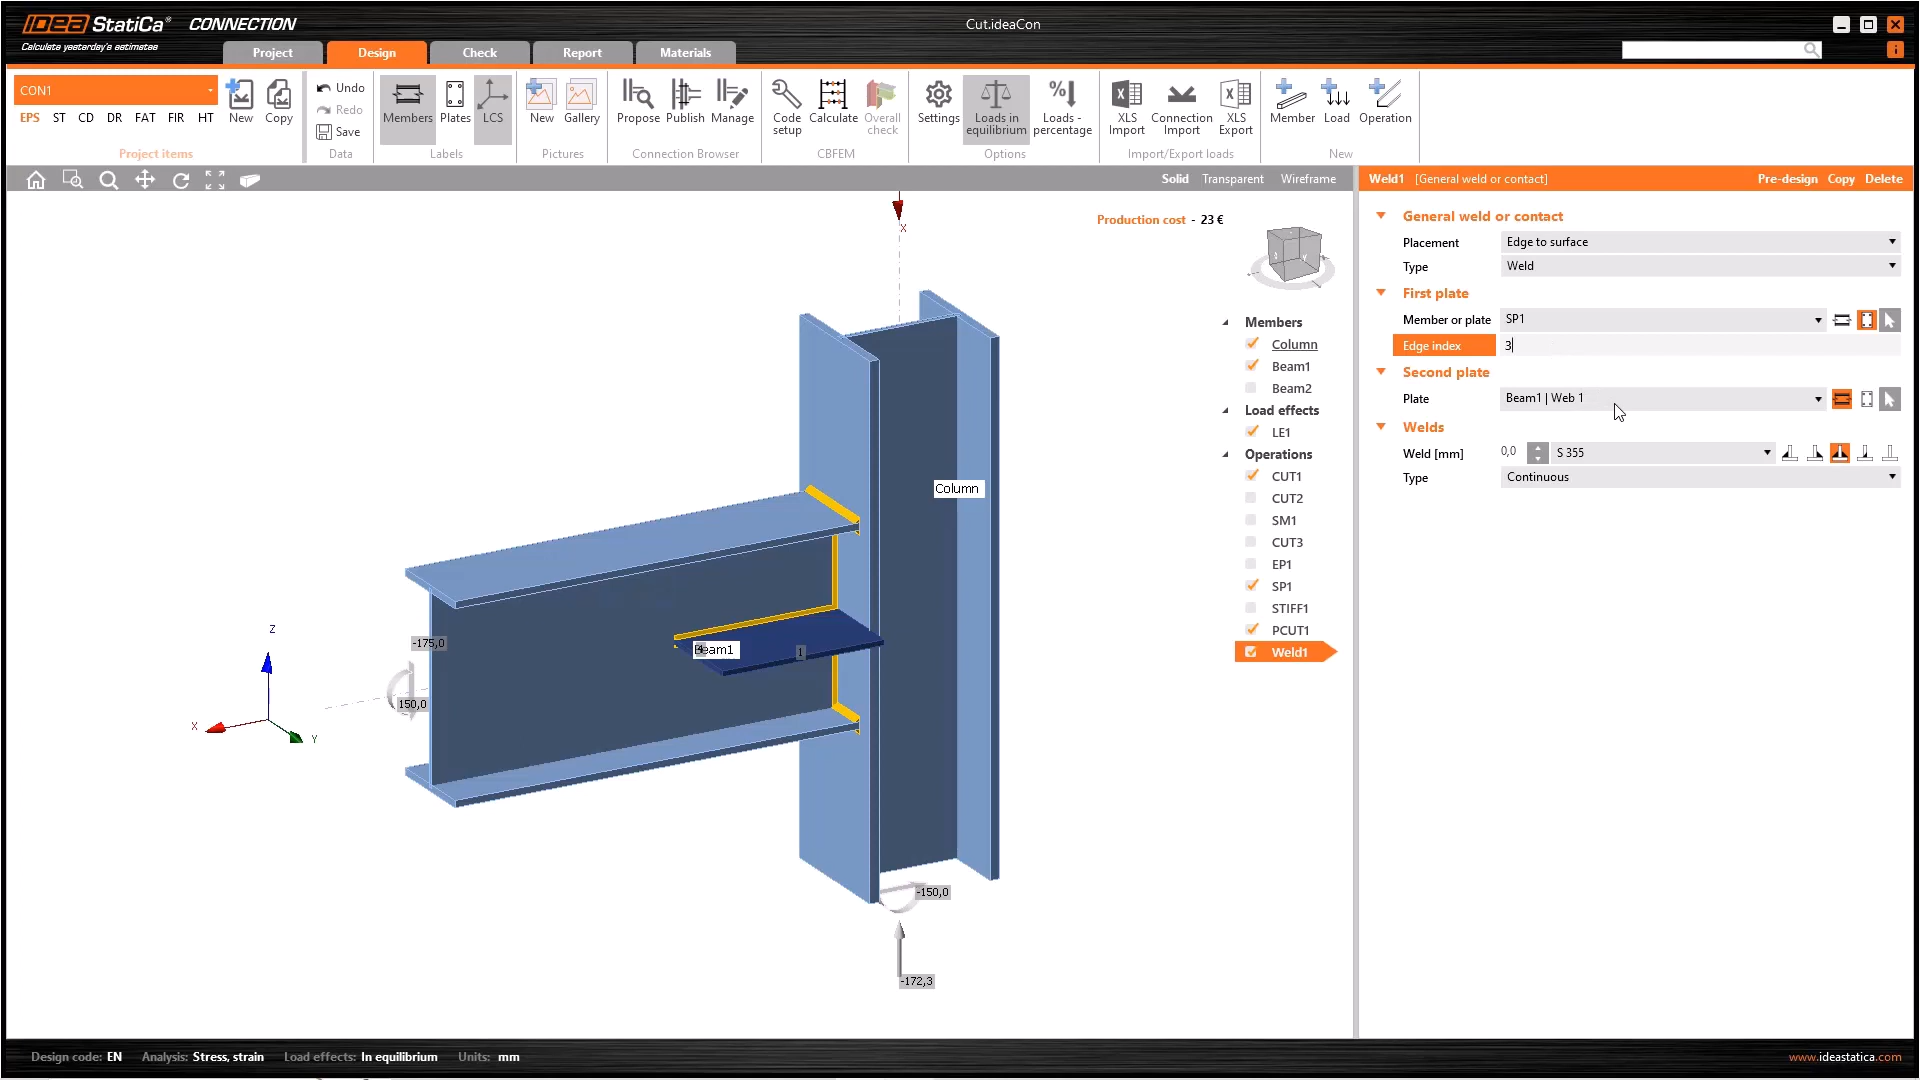 IDEA StatiCa® CONNECTION
Calculate yesterday's estimates
Cut.ideaCon
Project Design Check Report Materials
CON1
EPS ST CD DR FAT FIR HT
New Copy
Project items
Undo
Redo
Save
Data
Members Plates LCS
Labels
New Gallery
Pictures
Propose Publish Manage
Connection Browser
Code setup Calculate Overall check
CBFEM
Settings Loads in equilibrium Loads - percentage
Options
XLS Import Connection Import XLS Export
Import/Export loads
Member Load Operation
New
Solid Transparent Wireframe
Production cost - 23 €
Members
Column
Beam1
Beam2
Load effects
LE1
Operations
CUT1
CUT2
SM1
CUT3
EP1
SP1
STIFF1
PCUT1
Weld1
X
Column
-175,0
Beam1
1
150,0
Z
X
Y
-150,0
-172,3
Weld1 [General weld or contact] Pre-design Copy Delete
General weld or contact
Placement Edge to surface
Type Weld
First plate
Member or plate SP1
Edge index 3
Second plate
Plate Beam1 | Web 1
Welds
Weld [mm] 0,0 S 355
Type Continuous
Design code: EN Analysis: Stress, strain Load effects: In equilibrium Units: mm
www.ideastatica.com